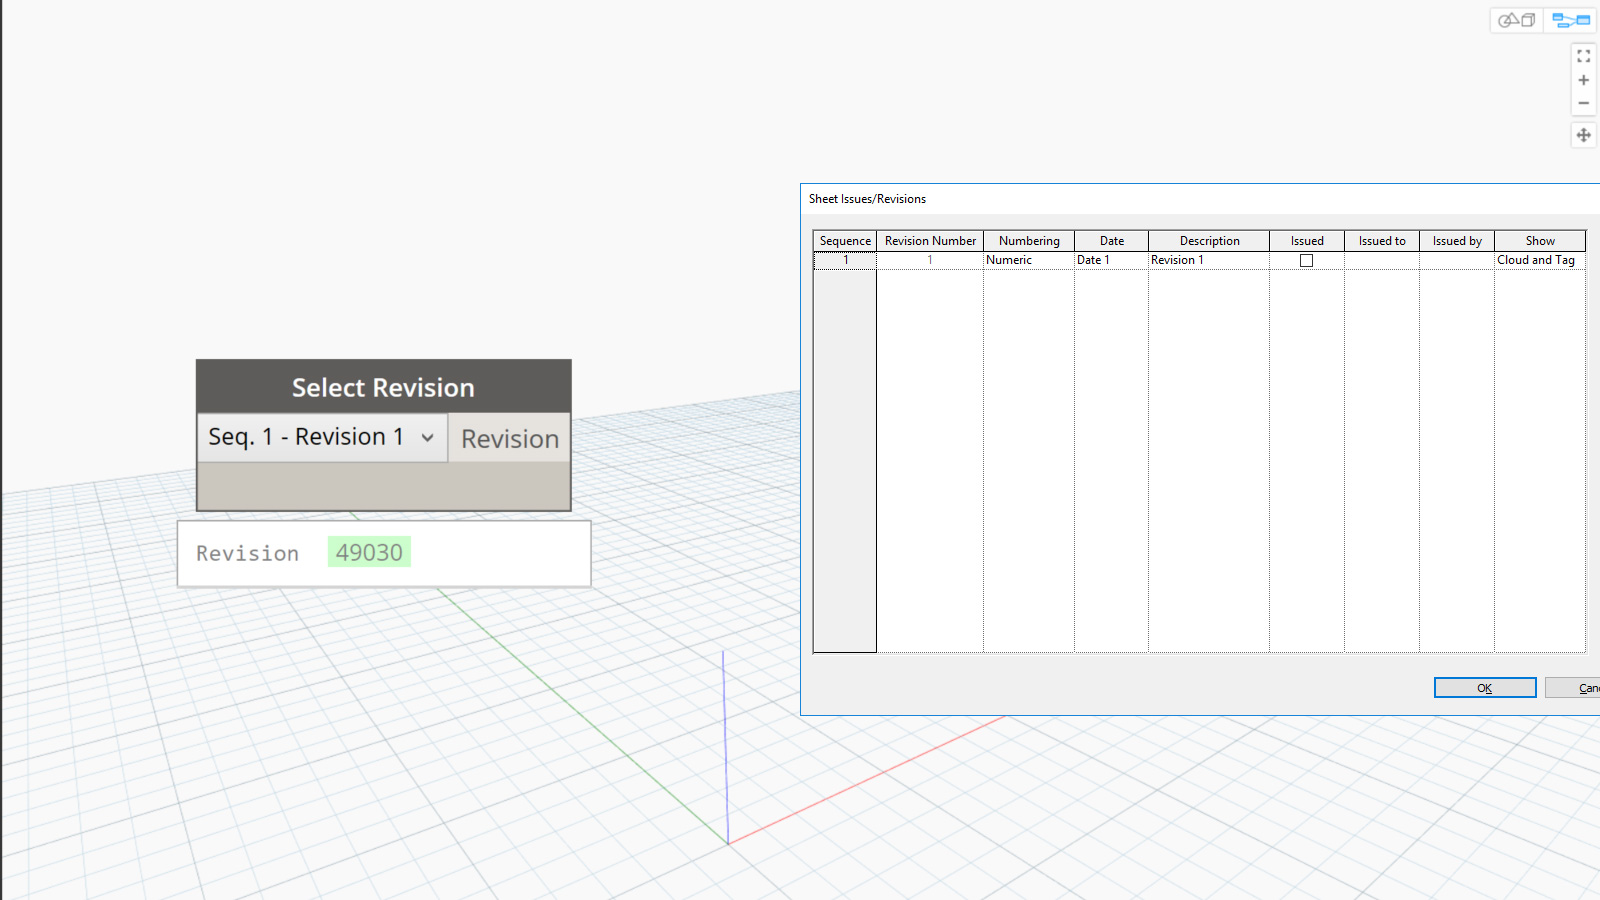 Select Revision
Seq. 1 - Revision 1 Revision
Revision 49030
Sheet Issues/Revisions
Sequence Revision Number Numbering Date Description Issued Issued to Issued by Show
1 1 Numeric Date 1 Revision 1 Cloud and Tag
OK Can